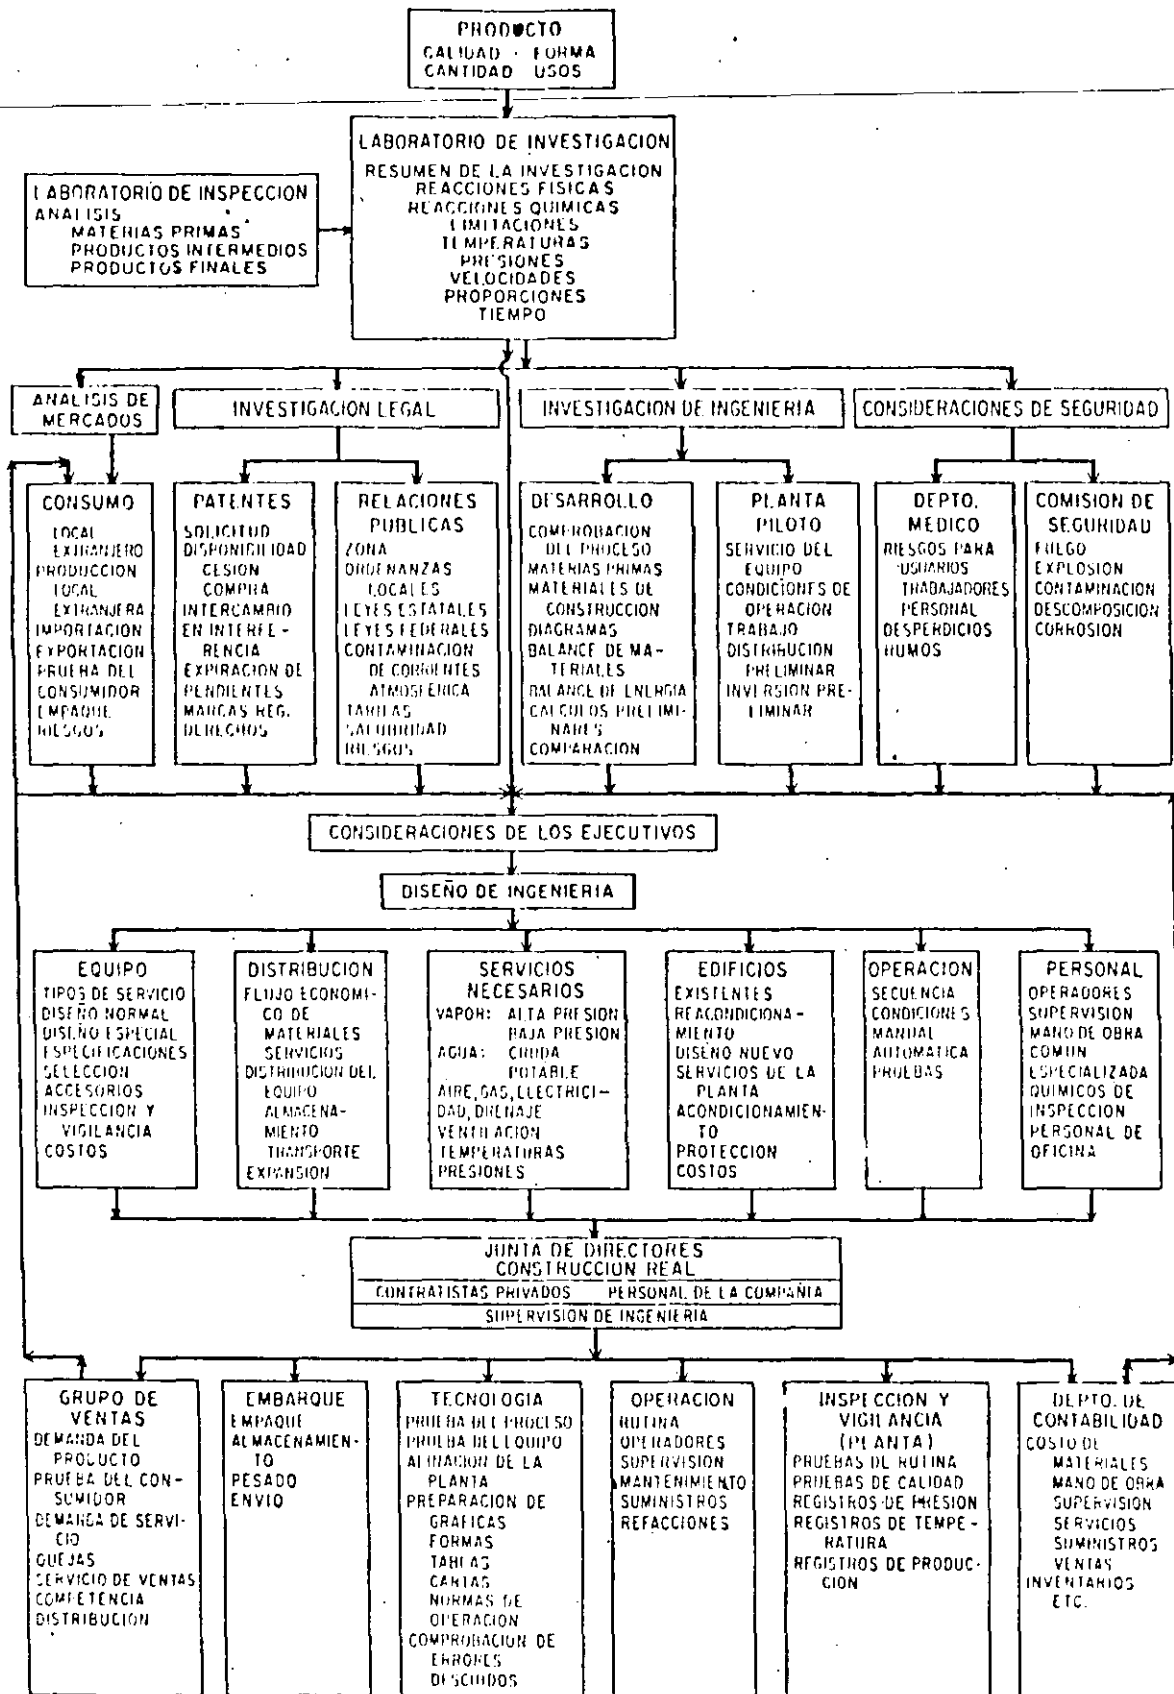 PRODUCTO
CALIDAD · FORMA
CANTIDAD USOS
LABORATORIO DE INVESTIGACION
RESUMEN DE LA INVESTIGACION
REACCIONES FISICAS
REACCIONES QUIMICAS
LIMITACIONES
TEMPERATURAS
PRESIONES
VELOCIDADES
PROPORCIONES
TIEMPO
LABORATORIO DE INSPECCION
ANALISIS
MATERIAS PRIMAS
PRODUCTOS INTERMEDIOS
PRODUCTOS FINALES
ANALISIS DE
MERCADOS
INVESTIGACION LEGAL
INVESTIGACION DE INGENIERIA
CONSIDERACIONES DE SEGURIDAD
CONSUMO
LOCAL
EXTRANJERO
PRODUCCION
LOCAL
EXTRANJERA
IMPORTACION
EXPORTACION
PRUEBA DEL
CONSUMIDOR
EMPAQUE
RIESGOS
PATENTES
SOLICITUD
DISPONIBILIDAD
CESION
COMPRA
INTERCAMBIO
EN INTERFE-
RENCIA
EXPIRACION DE
PENDIENTES
MARCAS REG.
DERECHOS
RELACIONES
PUBLICAS
ZONA
ORDENANZAS
LOCALES
LEYES ESTATALES
LEYES FEDERALES
CONTAMINACION
DE CORRIENTES
ATMOSFERICA
TARIFAS
SALUBRIDAD
RIESGOS
DESARROLLO
COMPROBACION
DEL PROCESO
MATERIAS PRIMAS
MATERIALES DE
CONSTRUCCION
DIAGRAMAS
BALANCE DE MA-
TERIALES
BALANCE DE ENERGIA
CALCULOS PRELIMI-
NARES
COMPARACION
PLANTA
PILOTO
SERVICIO DEL
EQUIPO
CONDICIONES DE
OPERACION
TRABAJO
DISTRIBUCION
PRELIMINAR
INVERSION PRE-
LIMINAR
DEPTO.
MEDICO
RIESGOS PARA
USUARIOS
TRABAJADORES
PERSONAL
DESPERDICIOS
HUMOS
COMISION DE
SEGURIDAD
FUEGO
EXPLOSION
CONTAMINACION
DESCOMPOSICION
CORROSION
CONSIDERACIONES DE LOS EJECUTIVOS
DISEÑO DE INGENIERIA
EQUIPO
TIPOS DE SERVICIO
DISEÑO NORMAL
DISEÑO ESPECIAL
ESPECIFICACIONES
SELECCION
ACCESORIOS
INSPECCION Y
VIGILANCIA
COSTOS
DISTRIBUCION
FLUJO ECONOMI-
CO DE
MATERIALES
SERVICIOS
DISTRIBUCION DEL
EQUIPO
ALMACENA-
MIENTO
TRANSPORTE
EXPANSION
SERVICIOS
NECESARIOS
VAPOR: ALTA PRESION
BAJA PRESION
AGUA: CRUDA
POTABLE
AIRE, GAS, ELECTRICI-
DAD, DRENAJE
VENTILACION
TEMPERATURAS
PRESIONES
EDIFICIOS
EXISTENTES
REACONDICIONA-
MIENTO
DISEÑO NUEVO
SERVICIOS DE LA
PLANTA
ACONDICIONAMIEN-
TO
PROTECCION
COSTOS
OPERACION
SECUENCIA
CONDICIONES
MANUAL
AUTOMATICA
PRUEBAS
PERSONAL
OPERADORES
SUPERVISION
MANO DE OBRA
COMUN
ESPECIALIZADA
QUIMICOS DE
INSPECCION
PERSONAL DE
OFICINA
JUNTA DE DIRECTORES
CONSTRUCCION REAL
CONTRATISTAS PRIVADOS PERSONAL DE LA COMPAÑIA
SUPERVISION DE INGENIERIA
GRUPO DE
VENTAS
DEMANDA DEL
PRODUCTO
PRUEBA DEL CON-
SUMIDOR
DEMANDA DE SERVI-
CIO
QUEJAS
SERVICIO DE VENTAS
COMPETENCIA
DISTRIBUCION
EMBARQUE
EMPAQUE
ALMACENAMIEN-
TO
PESADO
ENVIO
TECNOLOGIA
PRUEBA DEL PROCESO
PRUEBA DEL EQUIPO
AFINACION DE LA
PLANTA
PREPARACION DE
GRAFICAS
FORMAS
TABLAS
CARTAS
NORMAS DE
OPERACION
COMPROBACION DE
ERRORES
DESCUIDOS
OPERACION
RUTINA
OPERADORES
SUPERVISION
MANTENIMIENTO
SUMINISTROS
REFACCIONES
INSPECCION Y
VIGILANCIA
(PLANTA)
PRUEBAS DE RUTINA
PRUEBAS DE CALIDAD
REGISTROS DE PRESION
REGISTROS DE TEMPE-
RATURA
REGISTROS DE PRODUC-
CION
DEPTO. DE
CONTABILIDAD
COSTO DE
MATERIALES
MANO DE OBRA
SUPERVISION
SERVICIOS
SUMINISTROS
VENTAS
INVENTARIOS
ETC.